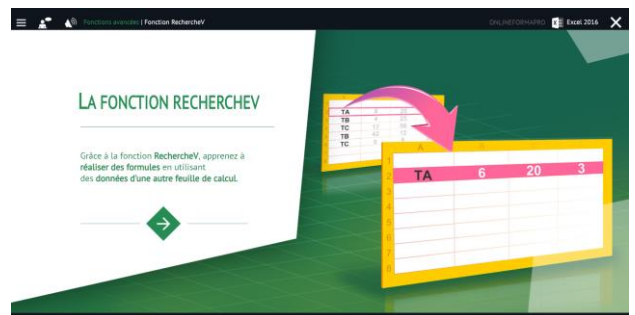 Fonctions avancées | Fonction RechercheV
ONLINEFORMAPRO
Excel 2016
LA FONCTION RECHERCHEV
Grâce à la fonction RechercheV, apprenez à
réaliser des formules en utilisant
des données d'une autre feuille de calcul.
TA
TB
TC
TB
TC
A
1
2 TA 6 20 3
3
4
5
6
7
8